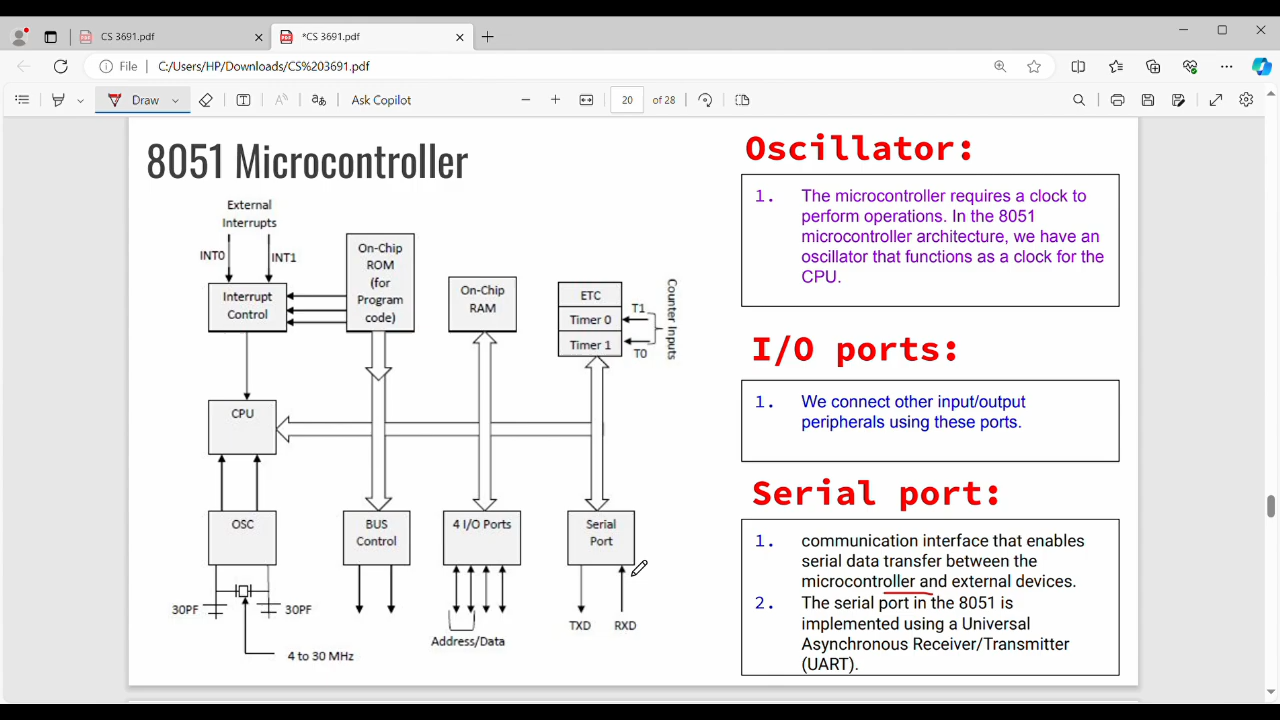 CS 3691.pdf
*CS 3691.pdf
File
C:/Users/HP/Downloads/CS%203691.pdf
Draw
Ask Copilot
20
of 28
8051 Microcontroller
External
Interrupts
INT0
INT1
Interrupt
Control
On-Chip
ROM
(for
Program
code)
On-Chip
RAM
ETC
Timer 0
Timer 1
T1
T0
Counter Inputs
CPU
OSC
BUS
Control
4 I/O Ports
Serial
Port
30PF
30PF
4 to 30 MHz
Address/Data
TXD
RXD
Oscillator:
1. The microcontroller requires a clock to
perform operations. In the 8051
microcontroller architecture, we have an
oscillator that functions as a clock for the
CPU.
I/O ports:
1. We connect other input/output
peripherals using these ports.
Serial port:
1. communication interface that enables
serial data transfer between the
microcontroller and external devices.
2. The serial port in the 8051 is
implemented using a Universal
Asynchronous Receiver/Transmitter
(UART).